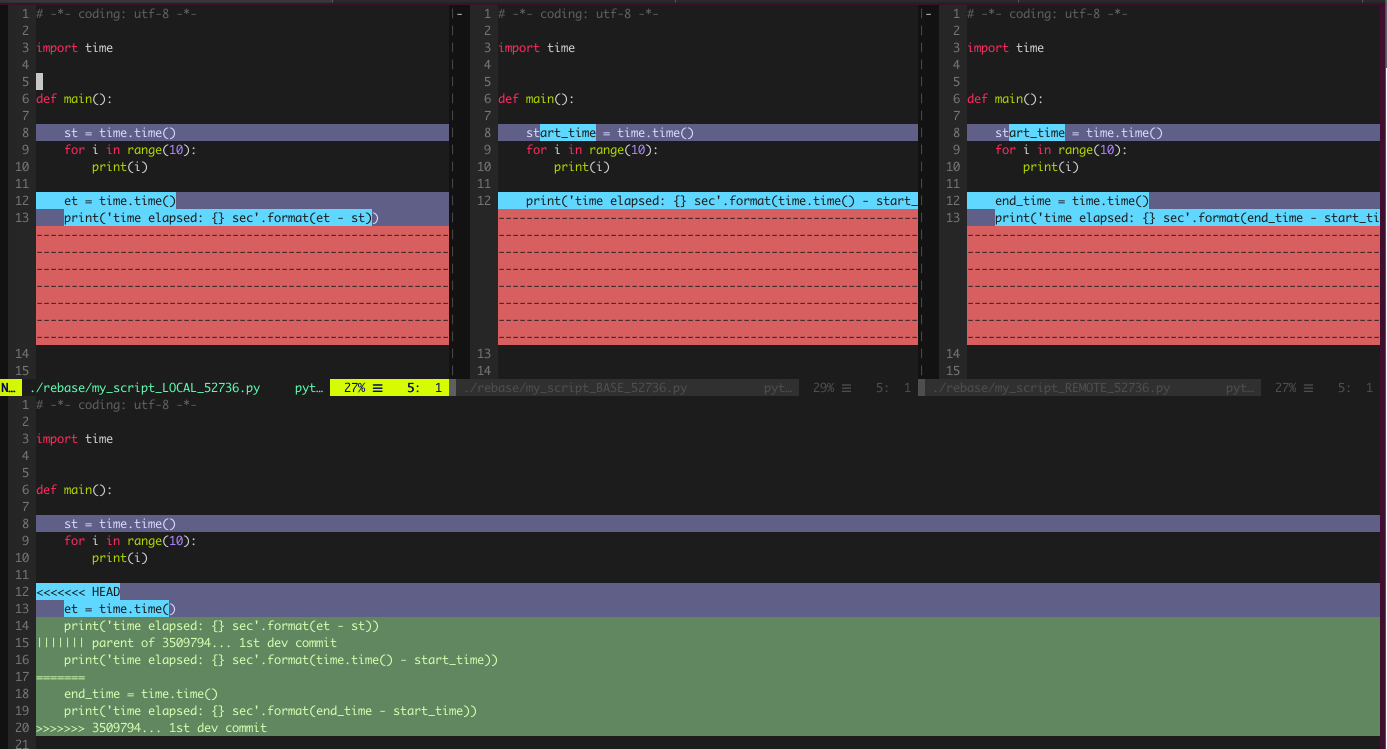 1 # -*- coding: utf-8 -*-
2
3 import time
4
5
6 def main():
7
8     st = time.time()
9     for i in range(10):
10         print(i)
11
12     et = time.time()
13     print('time elapsed: {} sec'.format(et - st))
14
15
- 1 # -*- coding: utf-8 -*-
2
3 import time
4
5
6 def main():
7
8     start_time = time.time()
9     for i in range(10):
10         print(i)
11
12     print('time elapsed: {} sec'.format(time.time() - start_
13
14
- 1 # -*- coding: utf-8 -*-
2
3 import time
4
5
6 def main():
7
8     start_time = time.time()
9     for i in range(10):
10         print(i)
11
12     end_time = time.time()
13     print('time elapsed: {} sec'.format(end_time - start_ti
14
15
N… ./rebase/my_script_LOCAL_52736.py pyt… 27% ☰ 5: 1
./rebase/my_script_BASE_52736.py pyt… 29% ☰ 5: 1
./rebase/my_script_REMOTE_52736.py pyt… 27% ☰ 5: 1
1 # -*- coding: utf-8 -*-
2
3 import time
4
5
6 def main():
7
8     st = time.time()
9     for i in range(10):
10         print(i)
11
12 <<<<<<< HEAD
13     et = time.time()
14     print('time elapsed: {} sec'.format(et - st))
15 ||||||| parent of 3509794... 1st dev commit
16     print('time elapsed: {} sec'.format(time.time() - start_time))
17 =======
18     end_time = time.time()
19     print('time elapsed: {} sec'.format(end_time - start_time))
20 >>>>>>> 3509794... 1st dev commit
21